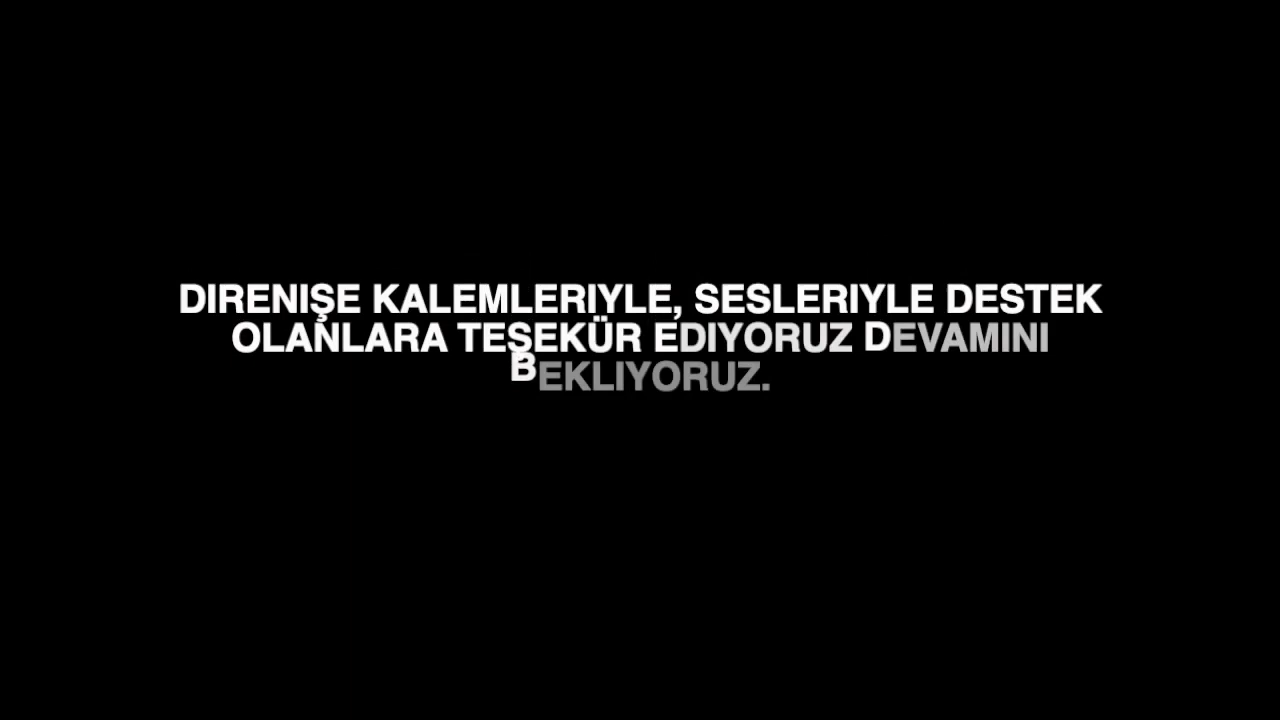 DIRENIŞE KALEMLERIYLE, SESLERIYLE DESTEK
OLANLARA TEŞEKÜR EDIYORUZ DEVAMINI
BEKLIYORUZ.